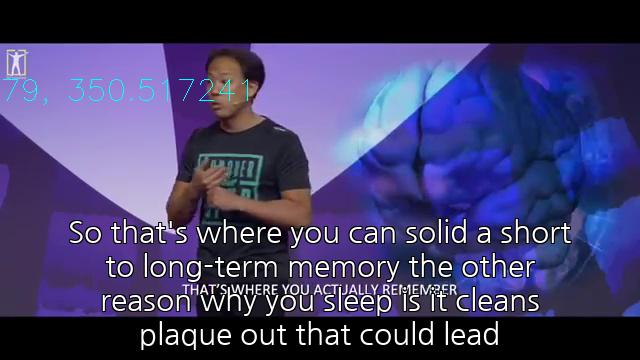 79, 350.517241
So that's where you can solid a short
to long-term memory the other
THAT'S WHERE YOU ACTUALLY REMEMBER
reason why you sleep is it cleans
plaque out that could lead